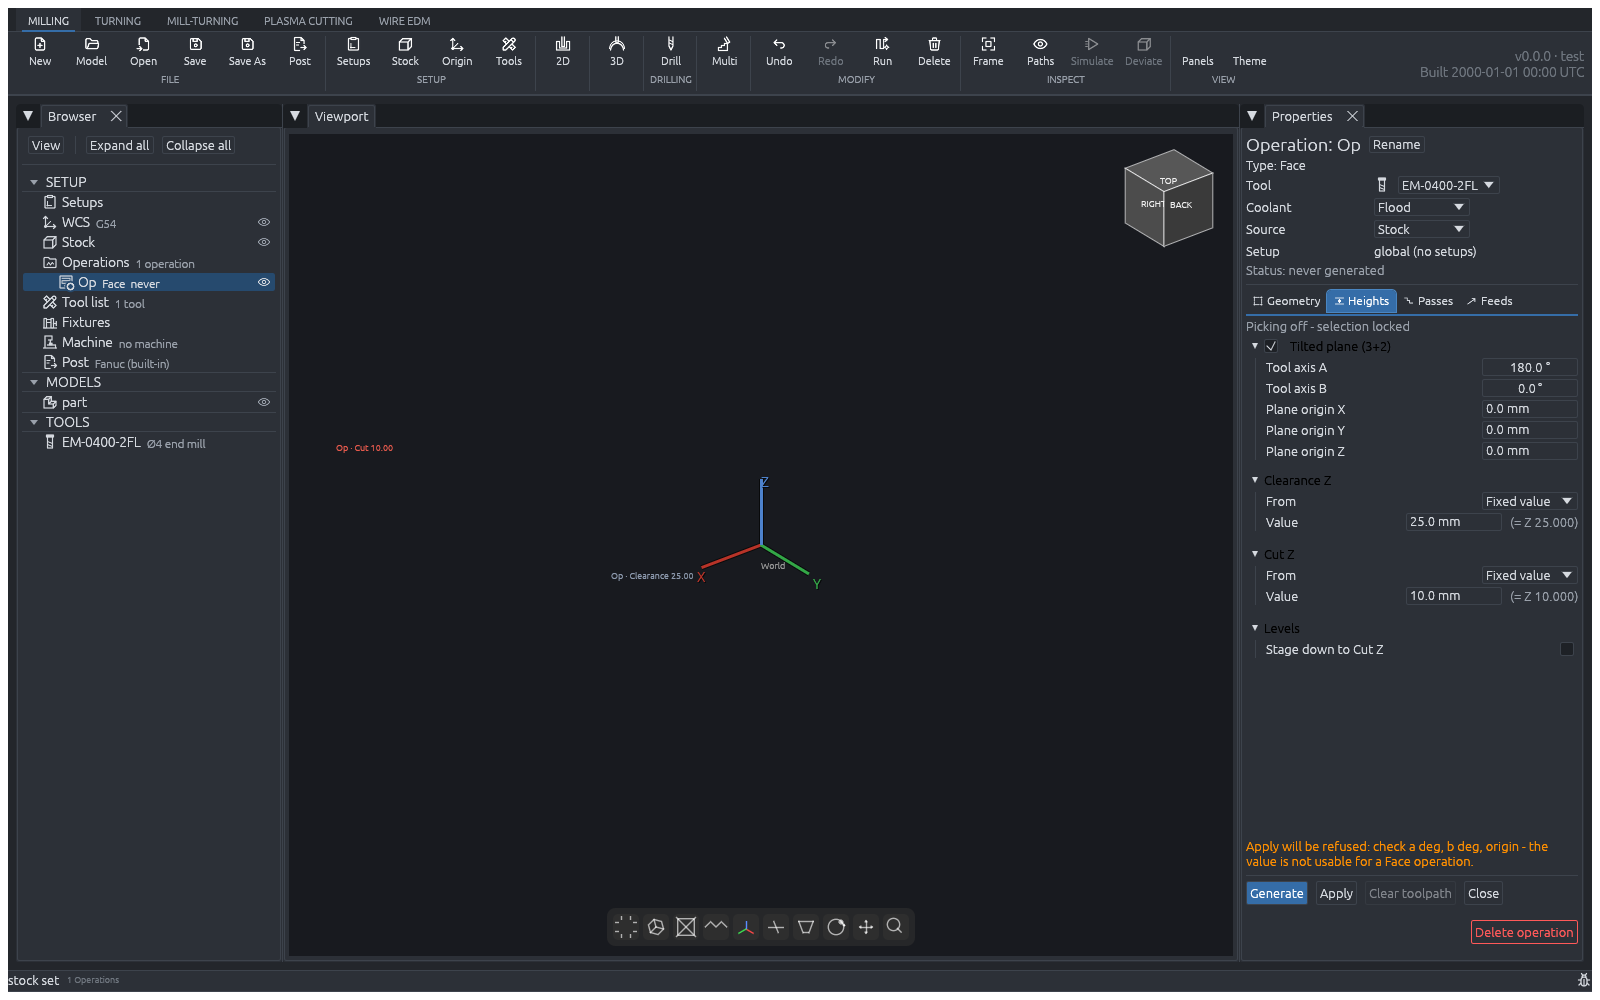 MILLING TURNING MILL-TURNING PLASMA CUTTING WIRE EDM
New Model Open Save Save As Post Setups Stock Origin Tools 2D 3D Drill Multi Undo Redo Run Delete Frame Paths Simulate Deviate Panels Theme
FILE SETUP DRILLING MODIFY INSPECT VIEW
v0.0.0 · test
Built 2000-01-01 00:00 UTC
Browser
View Expand all Collapse all
SETUP
Setups
WCS G54
Stock
Operations 1 operation
Op Face never
Tool list 1 tool
Fixtures
Machine no machine
Post Fanuc (built-in)
MODELS
part
TOOLS
EM-0400-2FL Ø4 end mill
Viewport
TOP
RIGHT BACK
Op · Cut 10.00
Z
World
Op · Clearance 25.00 X
Y
Properties
Operation: Op Rename
Type: Face
Tool EM-0400-2FL
Coolant Flood
Source Stock
Setup global (no setups)
Status: never generated
Geometry Heights Passes Feeds
Picking off - selection locked
Tilted plane (3+2)
Tool axis A 180.0 °
Tool axis B 0.0 °
Plane origin X 0.0 mm
Plane origin Y 0.0 mm
Plane origin Z 0.0 mm
Clearance Z
From Fixed value
Value 25.0 mm (= Z 25.000)
Cut Z
From Fixed value
Value 10.0 mm (= Z 10.000)
Levels
Stage down to Cut Z
Apply will be refused: check a deg, b deg, origin - the
value is not usable for a Face operation.
Generate Apply Clear toolpath Close
Delete operation
stock set 1 Operations